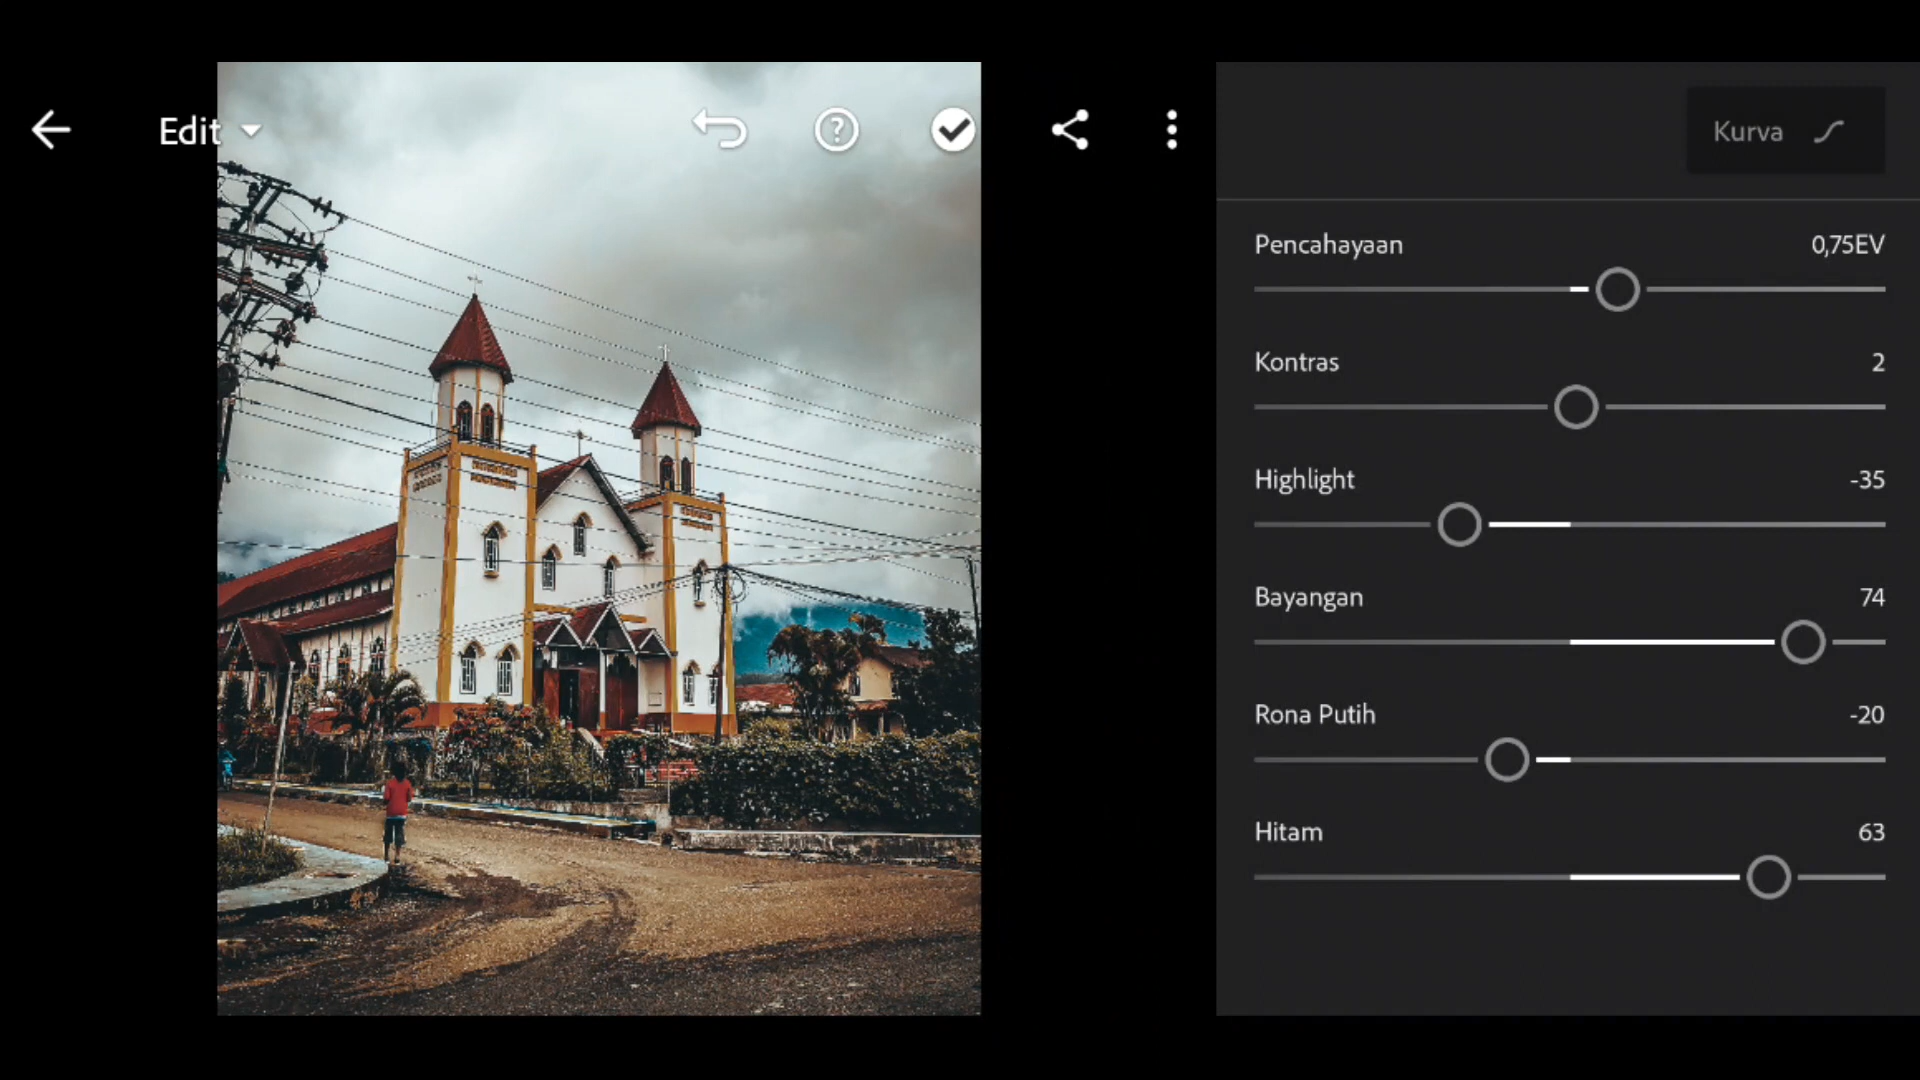 Edit
Kurva
Pencahayaan 0,75EV
Kontras 2
Highlight -35
Bayangan 74
Rona Putih -20
Hitam 63